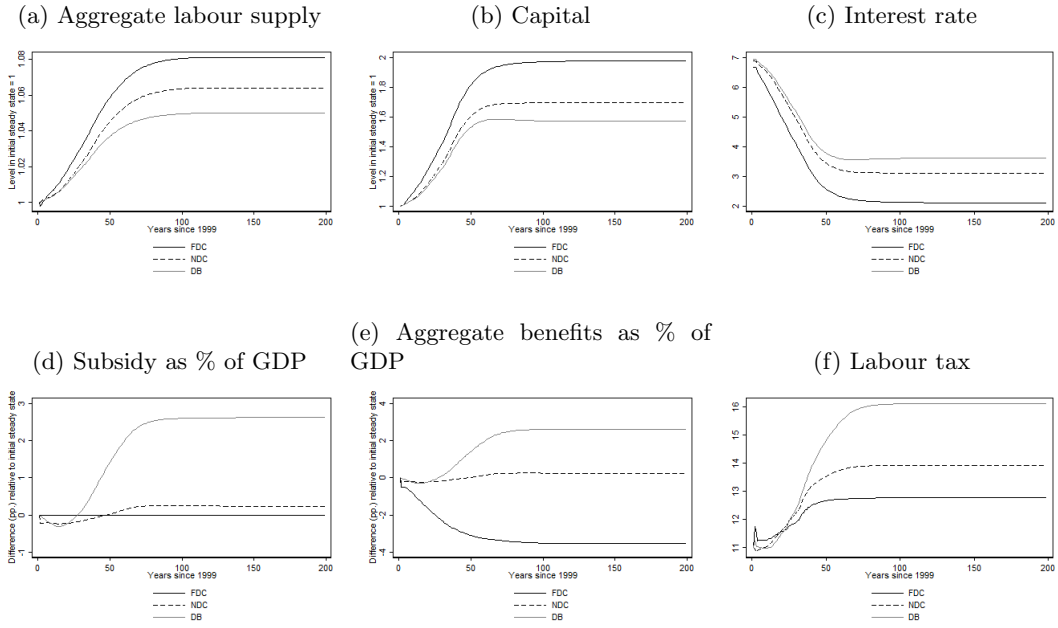 (a) Aggregate labour supply
(b) Capital
(c) Interest rate
Level in initial steady state = 1
1.08
1.06
1.04
1.02
1
0
50
100
150
200
Years since 1999
FDC
NDC
DB
Level in initial steady state = 1
2
1.8
1.6
1.4
1.2
1
0
50
100
150
200
Years since 1999
FDC
NDC
DB
7
6
5
4
3
2
0
50
100
150
200
Years since 1999
FDC
NDC
DB
(d) Subsidy as % of GDP
(e) Aggregate benefits as % of
GDP
(f) Labour tax
Difference (pp.) relative to initial steady state
3
2
1
0
-1
0
50
100
150
200
Years since 1999
FDC
NDC
DB
Difference (pp.) relative to initial steady state
4
2
0
-2
-4
0
50
100
150
200
Years since 1999
FDC
NDC
DB
16
15
14
13
12
11
0
50
100
150
200
Years since 1999
FDC
NDC
DB